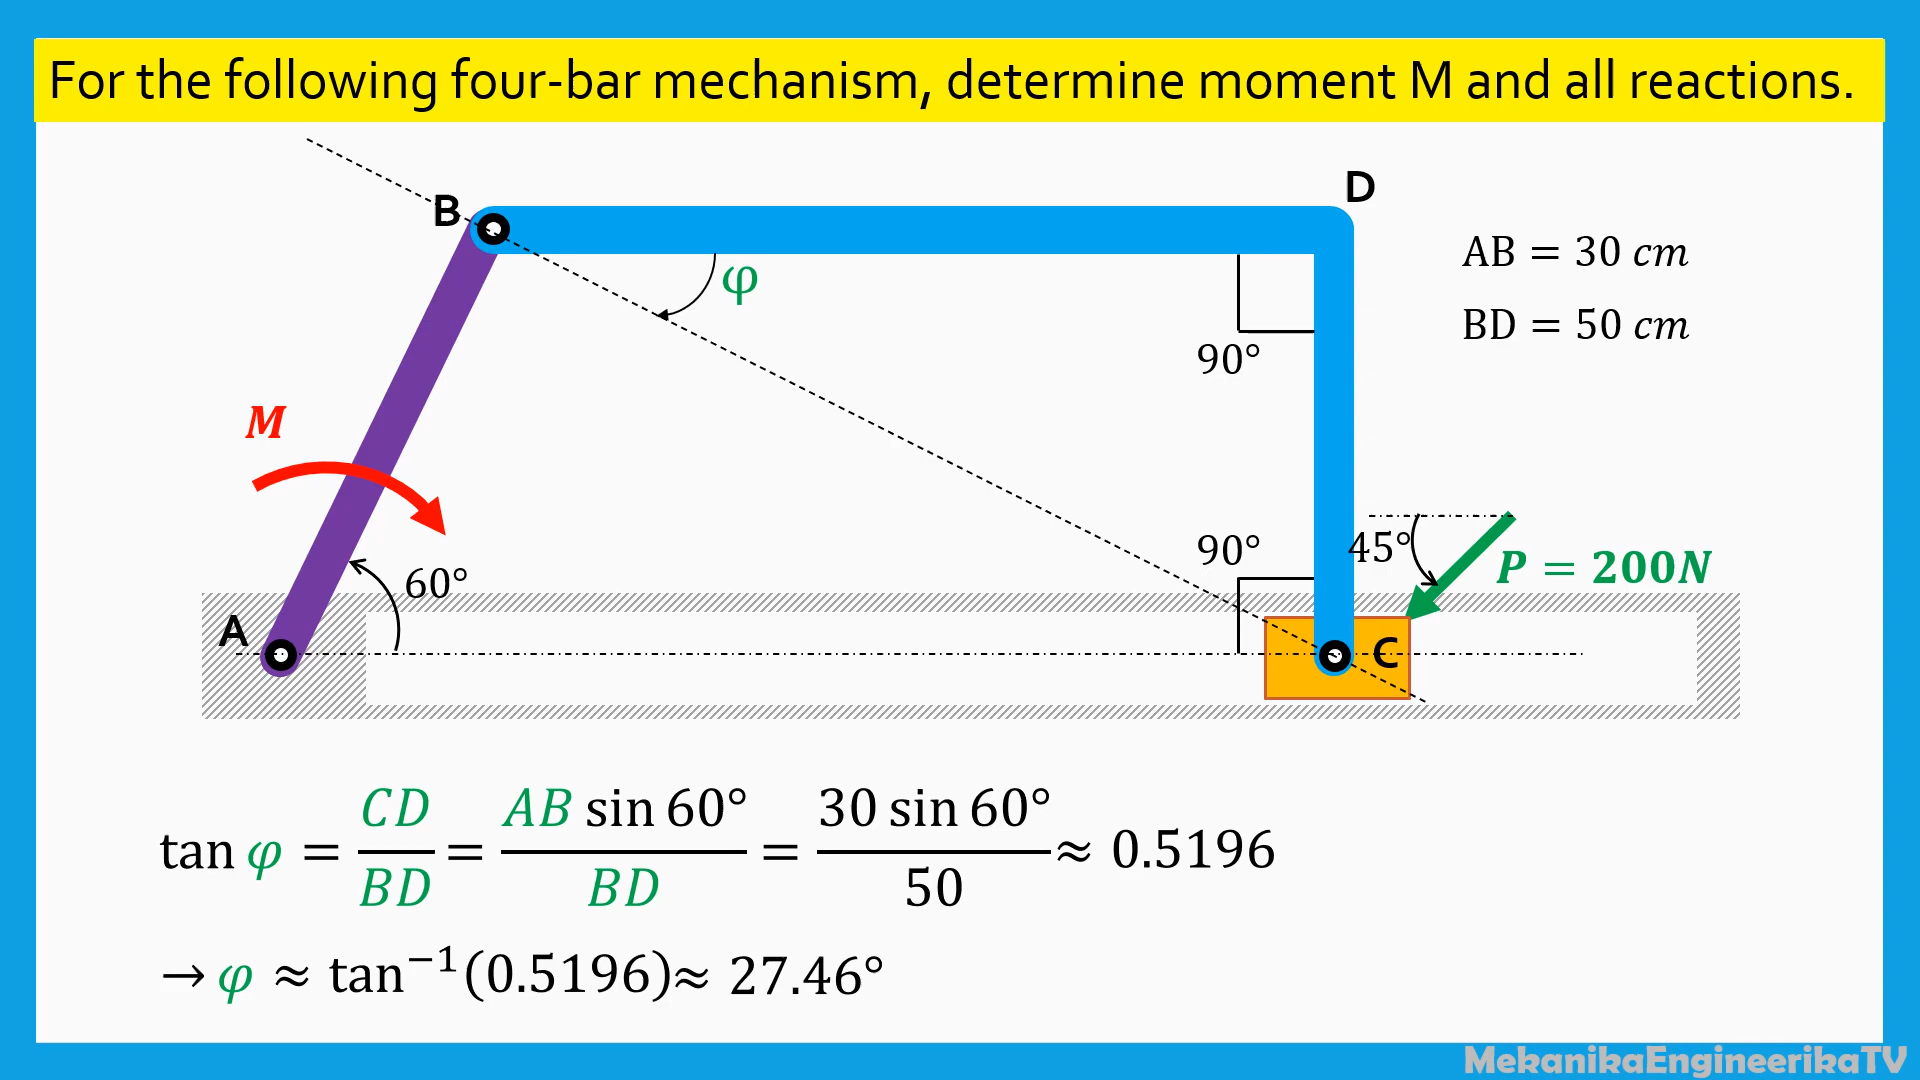 For the following four-bar mechanism, determine moment M and all reactions.
D
B
AB = 30 cm
φ
BD = 50 cm
90°
M
90°
45°
P = 200N
60°
A
C
tan φ = CD/BD = AB sin 60°/BD = 30 sin 60°/50 ≈ 0.5196
→ φ ≈ tan⁻¹(0.5196) ≈ 27.46°
MekanikaEngineerikaTV